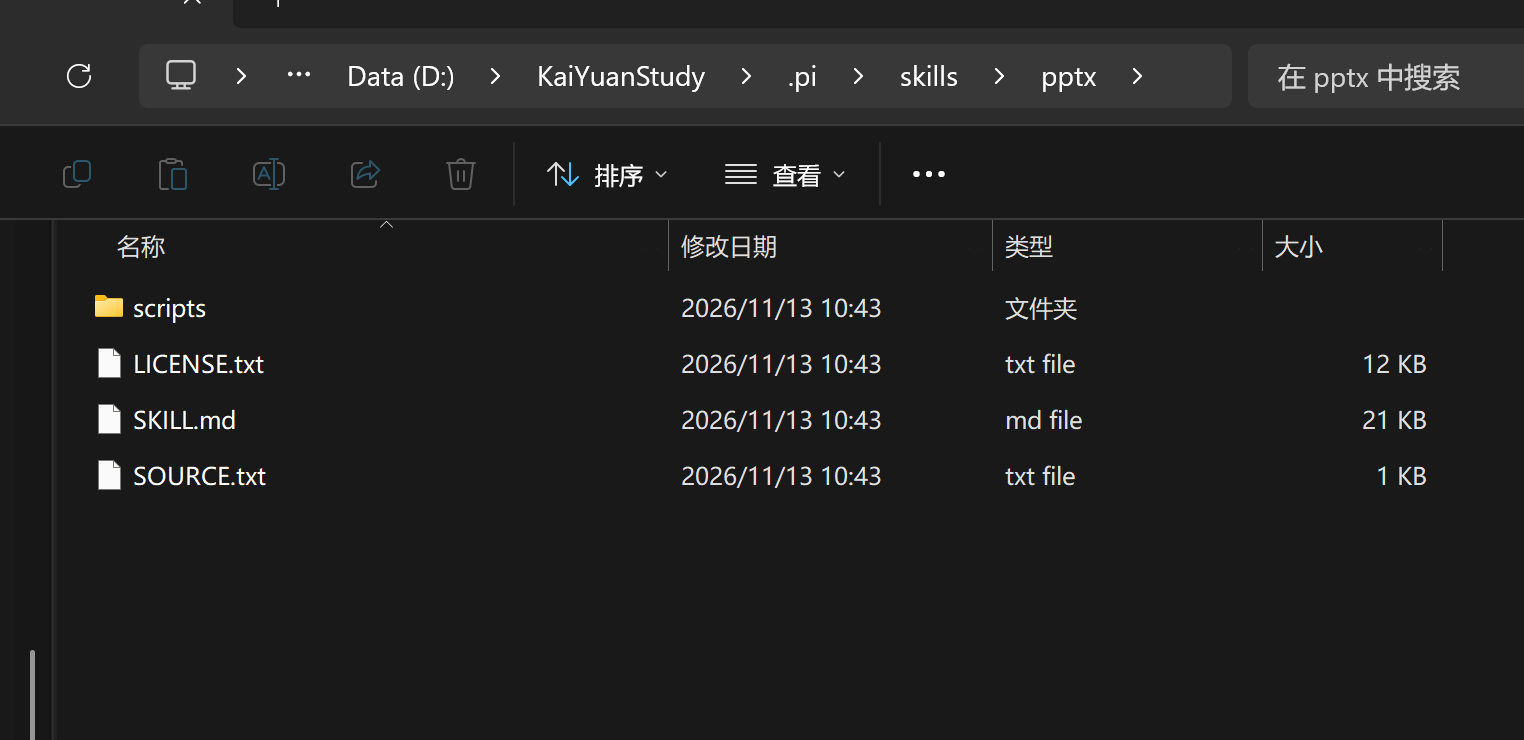 Data (D:) KaiYuanStudy .pi skills pptx 在 pptx 中搜索
排序 查看
名称 修改日期 类型 大小
scripts 2026/11/13 10:43 文件夹
LICENSE.txt 2026/11/13 10:43 txt file 12 KB
SKILL.md 2026/11/13 10:43 md file 21 KB
SOURCE.txt 2026/11/13 10:43 txt file 1 KB